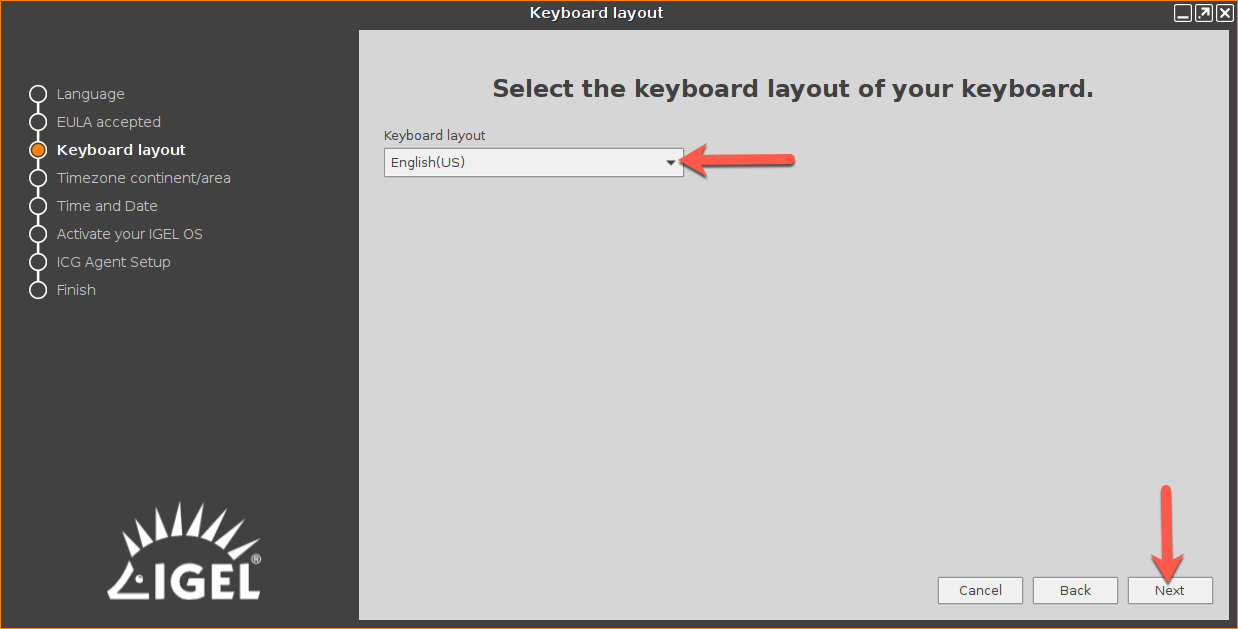 Keyboard layout
Language
EULA accepted
Keyboard layout
Timezone continent/area
Time and Date
Activate your IGEL OS
ICG Agent Setup
Finish
IGEL®
Select the keyboard layout of your keyboard.
Keyboard layout
English(US)
Cancel
Back
Next